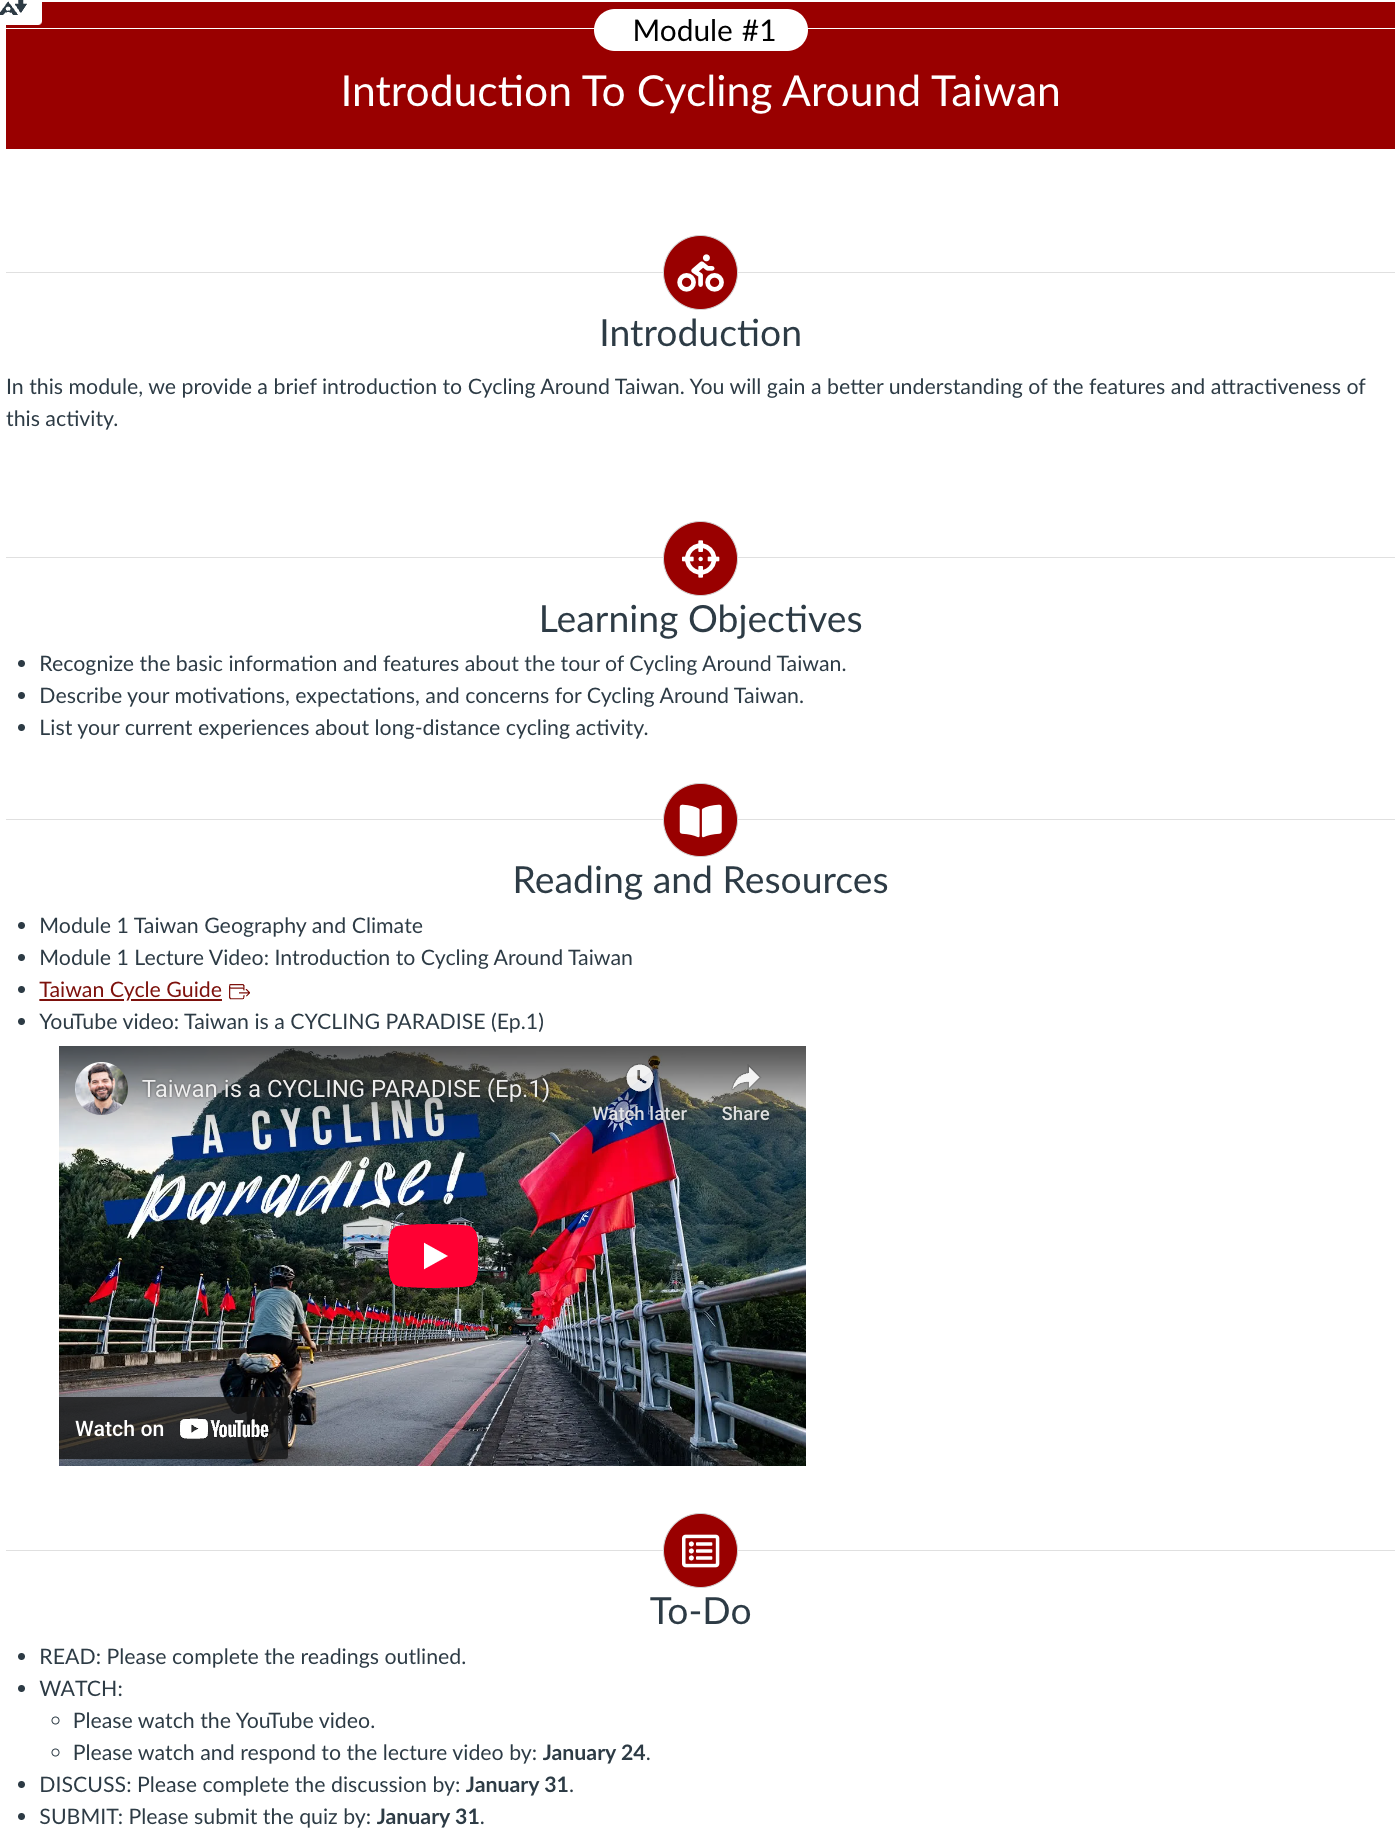 Module #1
Introduction To Cycling Around Taiwan
Introduction
In this module, we provide a brief introduction to Cycling Around Taiwan. You will gain a better understanding of the features and attractiveness of
this activity.
Learning Objectives
Recognize the basic information and features about the tour of Cycling Around Taiwan.
Describe your motivations, expectations, and concerns for Cycling Around Taiwan.
List your current experiences about long-distance cycling activity.
Reading and Resources
Module 1 Taiwan Geography and Climate
Module 1 Lecture Video: Introduction to Cycling Around Taiwan
Taiwan Cycle Guide
YouTube video: Taiwan is a CYCLING PARADISE (Ep.1)
Taiwan is a CYCLING PARADISE (Ep.1)
Watch later
Share
A CYCLING
paradise!
Watch on YouTube
To-Do
READ: Please complete the readings outlined.
WATCH:
Please watch the YouTube video.
Please watch and respond to the lecture video by: January 24.
DISCUSS: Please complete the discussion by: January 31.
SUBMIT: Please submit the quiz by: January 31.